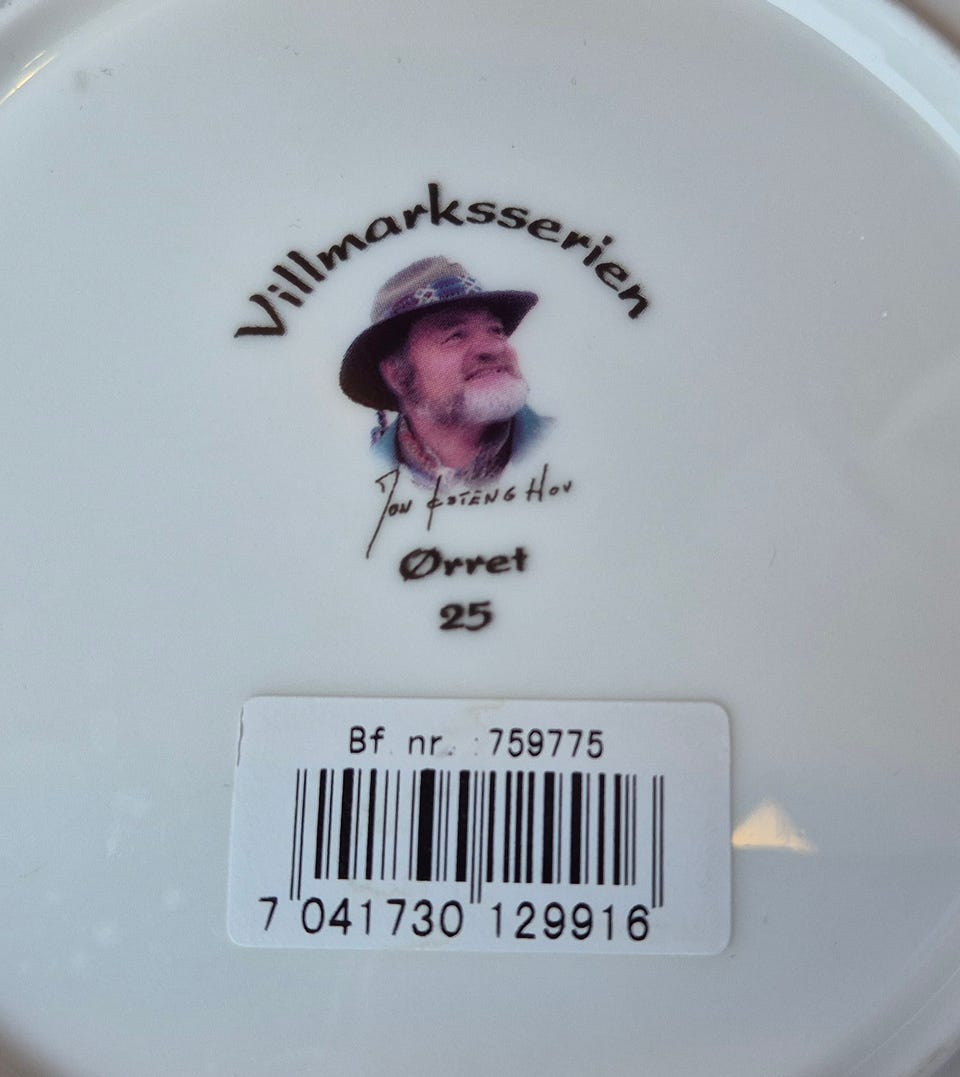 Villmarksserien
Jon Østeng Hov
Ørret
25
Bf. nr. :759775
7 041730 129916